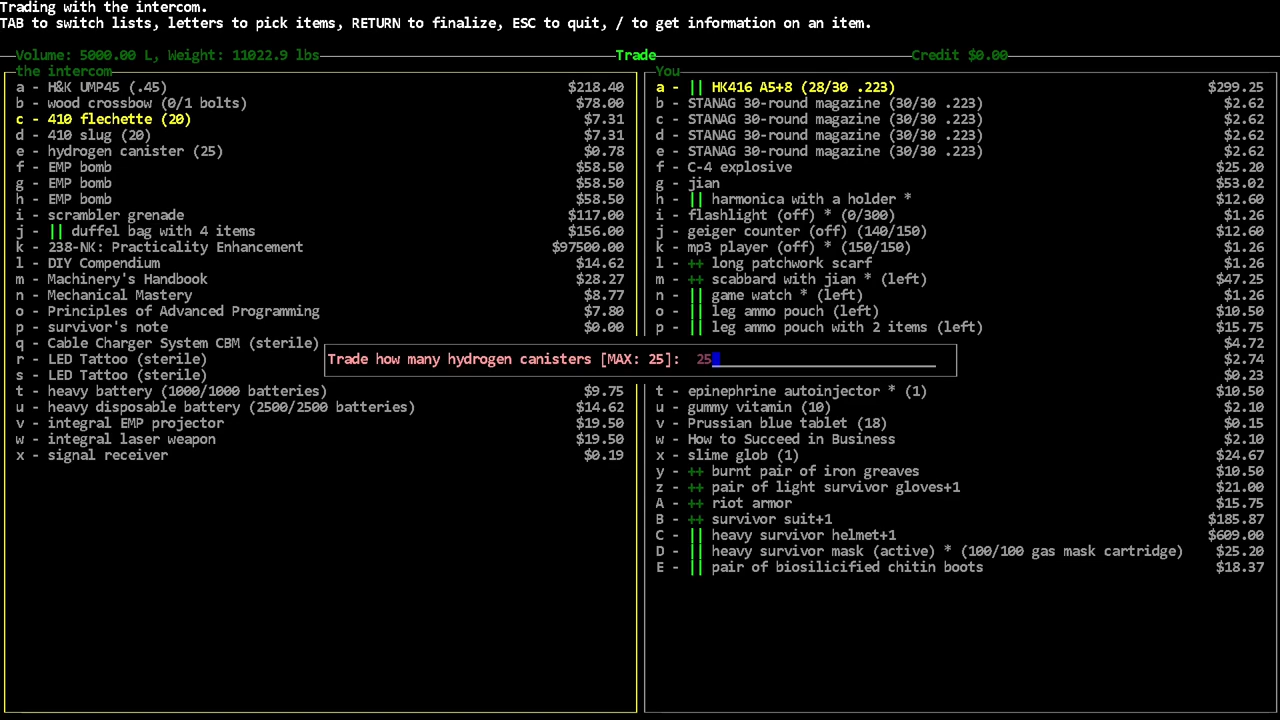 Trading with the intercom.
TAB to switch lists, letters to pick items, RETURN to finalize, ESC to quit, / to get information on an item.
Volume: 5000.00 L, Weight: 11022.9 lbs Trade Credit $0.00
the intercom
a - H&K UMP45 (.45) $218.40
b - wood crossbow (0/1 bolts) $78.00
c - 410 flechette (20) $7.31
d - 410 slug (20) $7.31
e - hydrogen canister (25) $0.78
f - EMP bomb $58.50
g - EMP bomb $58.50
h - EMP bomb $58.50
i - scrambler grenade $117.00
j - || duffel bag with 4 items $156.00
k - 238-NK: Practicality Enhancement $97500.00
l - DIY Compendium $14.62
m - Machinery's Handbook $28.27
n - Mechanical Mastery $8.77
o - Principles of Advanced Programming $7.80
p - survivor's note $0.00
q - Cable Charger System CBM (sterile)
r - LED Tattoo (sterile)
s - LED Tattoo (sterile)
t - heavy battery (1000/1000 batteries) $9.75
u - heavy disposable battery (2500/2500 batteries) $14.62
v - integral EMP projector $19.50
w - integral laser weapon $19.50
x - signal receiver $0.19
You
a - || HK416 A5+8 (28/30 .223) $299.25
b - STANAG 30-round magazine (30/30 .223) $2.62
c - STANAG 30-round magazine (30/30 .223) $2.62
d - STANAG 30-round magazine (30/30 .223) $2.62
e - STANAG 30-round magazine (30/30 .223) $2.62
f - C-4 explosive $25.20
g - jian $53.02
h - || harmonica with a holder * $12.60
i - flashlight (off) * (0/300) $1.26
j - geiger counter (off) (140/150) $12.60
k - mp3 player (off) * (150/150) $1.26
l - ++ long patchwork scarf $1.26
m - ++ scabbard with jian * (left) $47.25
n - || game watch * (left) $1.26
o - || leg ammo pouch (left) $10.50
p - || leg ammo pouch with 2 items (left) $15.75
$4.72
$2.74
$0.23
t - epinephrine autoinjector * (1) $10.50
u - gummy vitamin (10) $2.10
v - Prussian blue tablet (18) $0.15
w - How to Succeed in Business $2.10
x - slime glob (1) $24.67
y - ++ burnt pair of iron greaves $10.50
z - ++ pair of light survivor gloves+1 $21.00
A - ++ riot armor $15.75
B - ++ survivor suit+1 $185.87
C - || heavy survivor helmet+1 $609.00
D - || heavy survivor mask (active) * (100/100 gas mask cartridge) $25.20
E - || pair of biosilicified chitin boots $18.37
Trade how many hydrogen canisters [MAX: 25]: 25